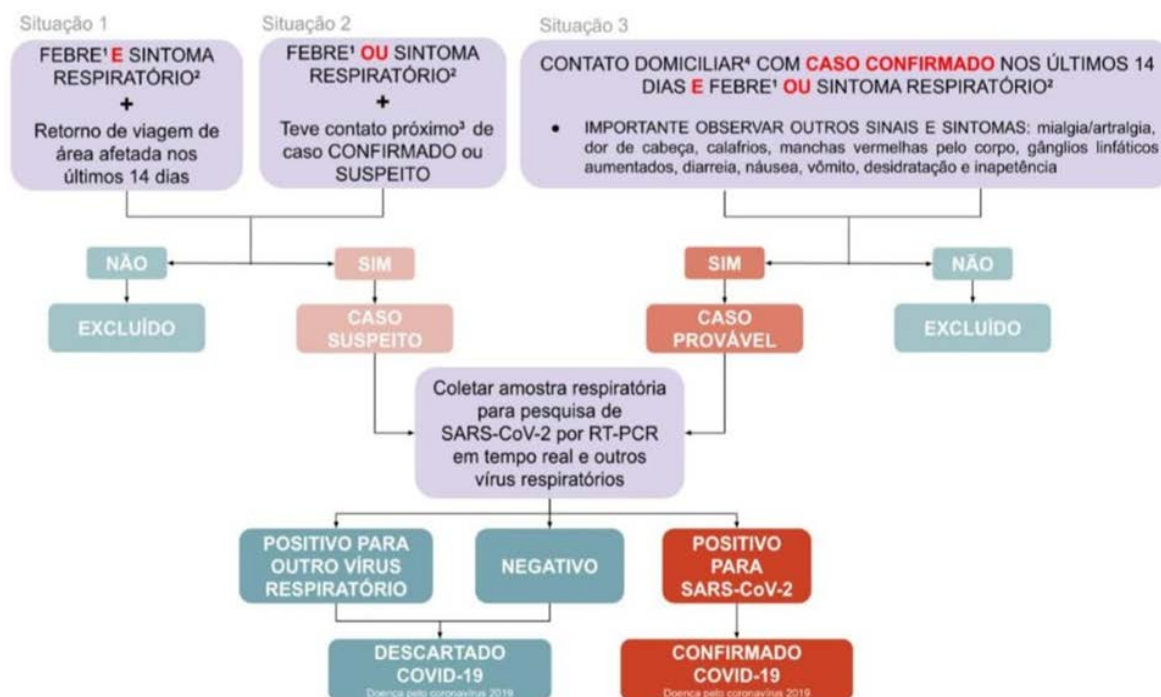 Situação 1
FEBRE¹ E SINTOMA
RESPIRATÓRIO²
+
Retorno de viagem de
área afetada nos
últimos 14 dias
Situação 2
FEBRE¹ OU SINTOMA
RESPIRATÓRIO²
+
Teve contato próximo³ de
caso CONFIRMADO ou
SUSPEITO
Situação 3
CONTATO DOMICILIAR⁴ COM CASO CONFIRMADO NOS ÚLTIMOS 14
DIAS E FEBRE¹ OU SINTOMA RESPIRATÓRIO²
• IMPORTANTE OBSERVAR OUTROS SINAIS E SINTOMAS: mialgia/artralgia,
dor de cabeça, calafrios, manchas vermelhas pelo corpo, gânglios linfáticos
aumentados, diarreia, náusea, vômito, desidratação e inapetência
NÃO
SIM
SIM
NÃO
EXCLUÍDO
CASO
SUSPEITO
CASO
PROVÁVEL
EXCLUÍDO
Coletar amostra respiratória
para pesquisa de
SARS-CoV-2 por RT-PCR
em tempo real e outros
vírus respiratórios
POSITIVO PARA
OUTRO VÍRUS
RESPIRATÓRIO
NEGATIVO
POSITIVO
PARA
SARS-CoV-2
DESCARTADO
COVID-19
Doença pelo coronavírus 2019
CONFIRMADO
COVID-19
Doença pelo coronavírus 2019